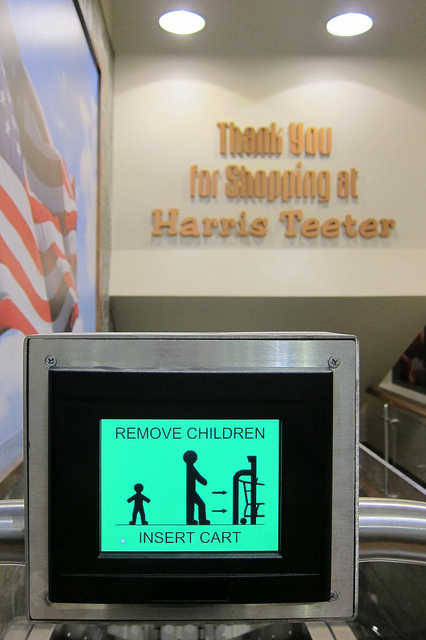 Thank You
for Shopping at
Harris Teeter
REMOVE CHILDREN
INSERT CART